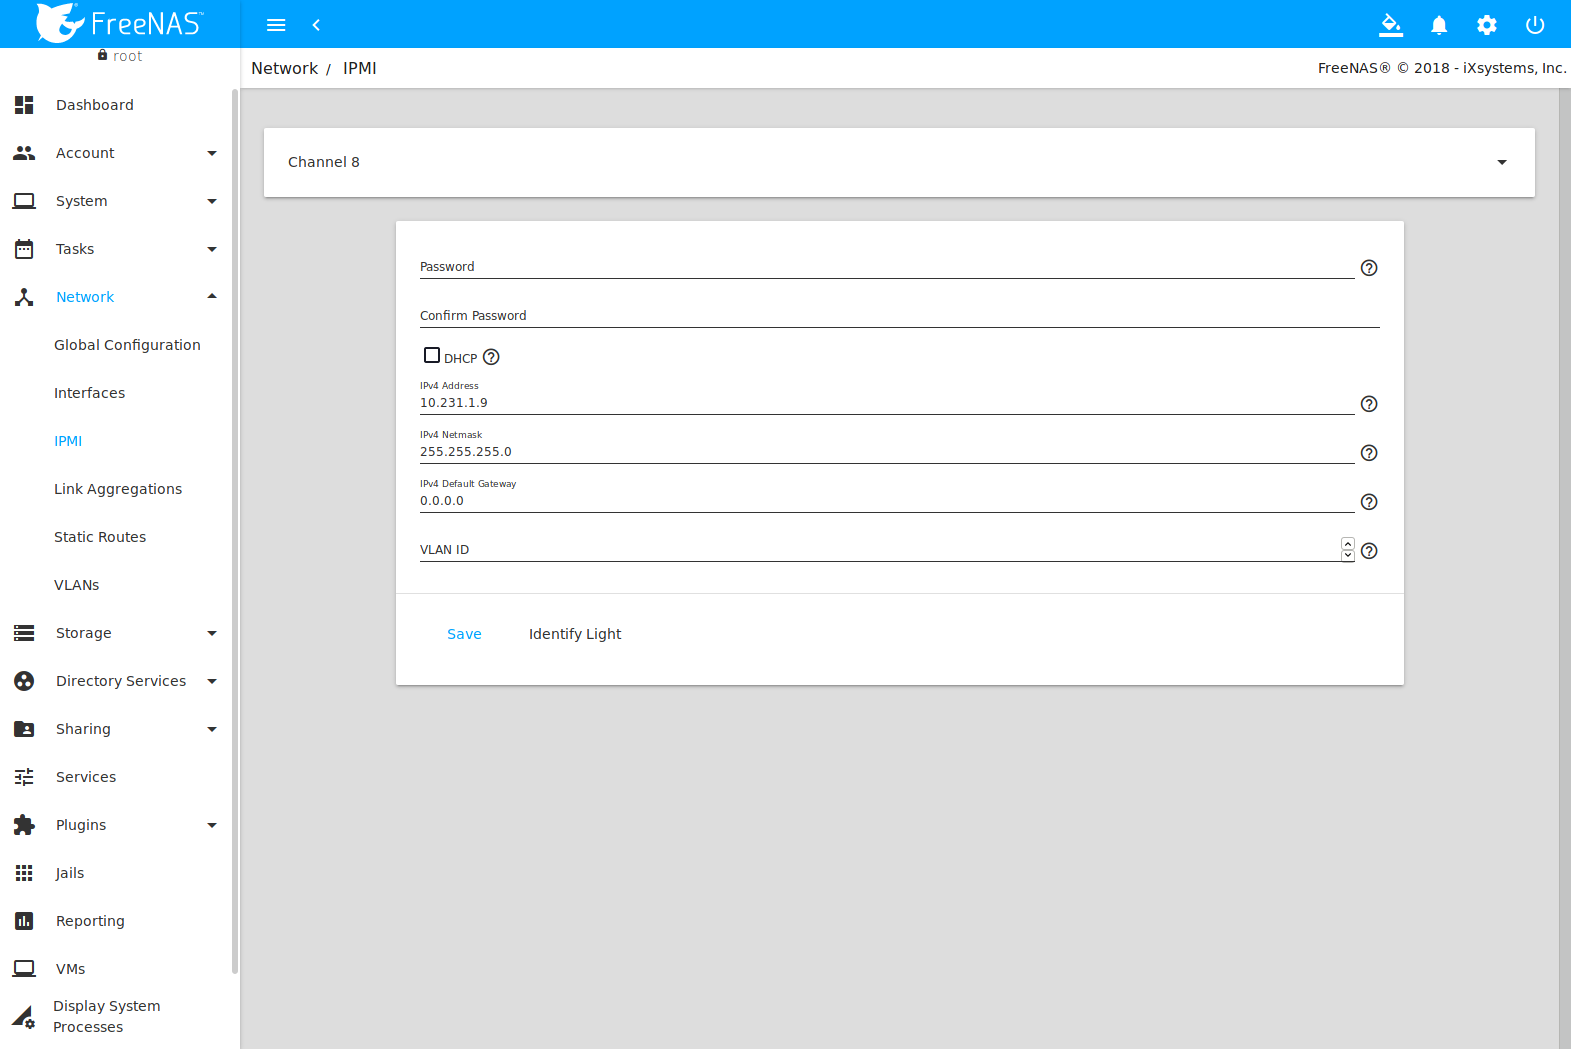 FreeNAS™
root
Network / IPMI
FreeNAS® © 2018 - iXsystems, Inc.
Dashboard
Account
System
Tasks
Network
Global Configuration
Interfaces
IPMI
Link Aggregations
Static Routes
VLANs
Storage
Directory Services
Sharing
Services
Plugins
Jails
Reporting
VMs
Display System
Processes
Channel 8
Password
Confirm Password
DHCP
IPv4 Address
10.231.1.9
IPv4 Netmask
255.255.255.0
IPv4 Default Gateway
0.0.0.0
VLAN ID
Save Identify Light